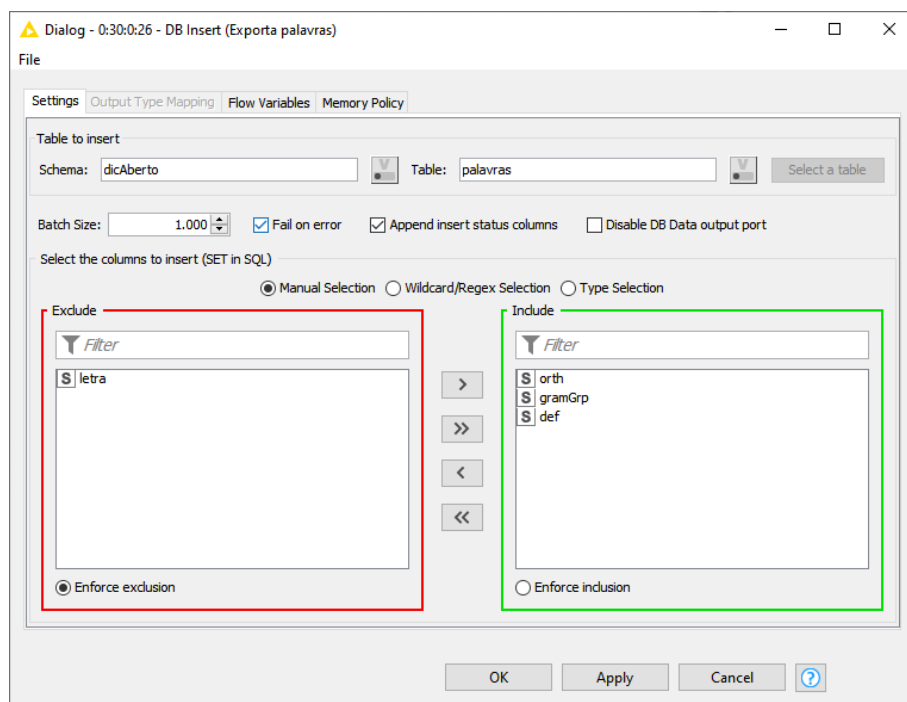 Dialog - 0:30:0:26 - DB Insert (Exporta palavras)
File
Settings Output Type Mapping Flow Variables Memory Policy
Table to insert
Schema: dicAberto V Table: palavras V Select a table
Batch Size: 1.000 Fail on error Append insert status columns Disable DB Data output port
Select the columns to insert (SET in SQL)
Manual Selection Wildcard/Regex Selection Type Selection
Exclude Include
Filter Filter
S letra S orth
S gramGrp
S def
>
>>
<
<<
Enforce exclusion Enforce inclusion
OK Apply Cancel ?